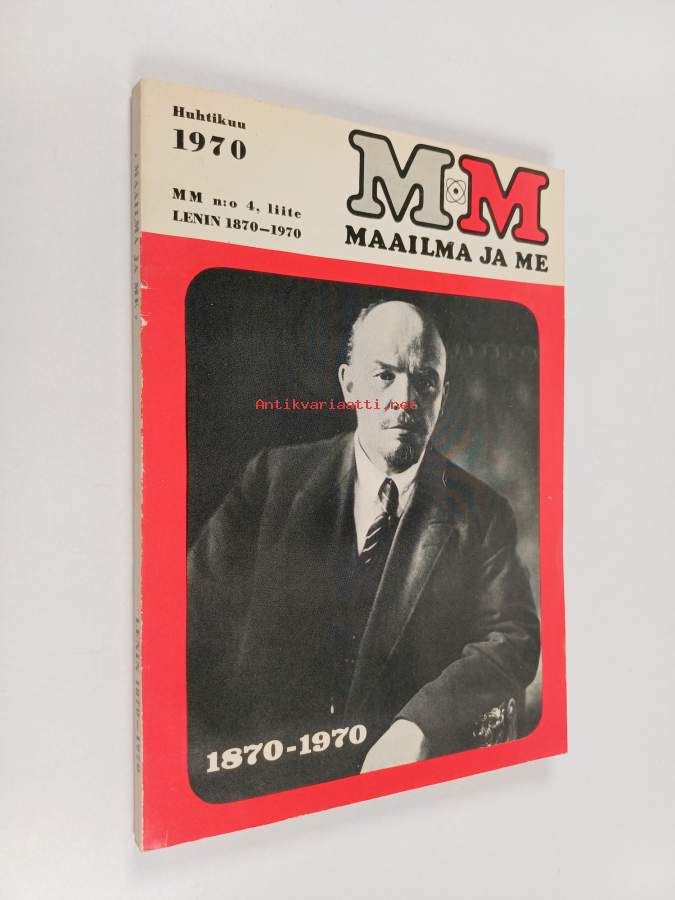 Huhtikuu
1970
MM n:o 4, liite
LENIN 1870–1970
MM
MAAILMA JA ME
Antikvariaatti.net
1870-1970
• MAAILMA JA ME •
LENIN 1870–1970